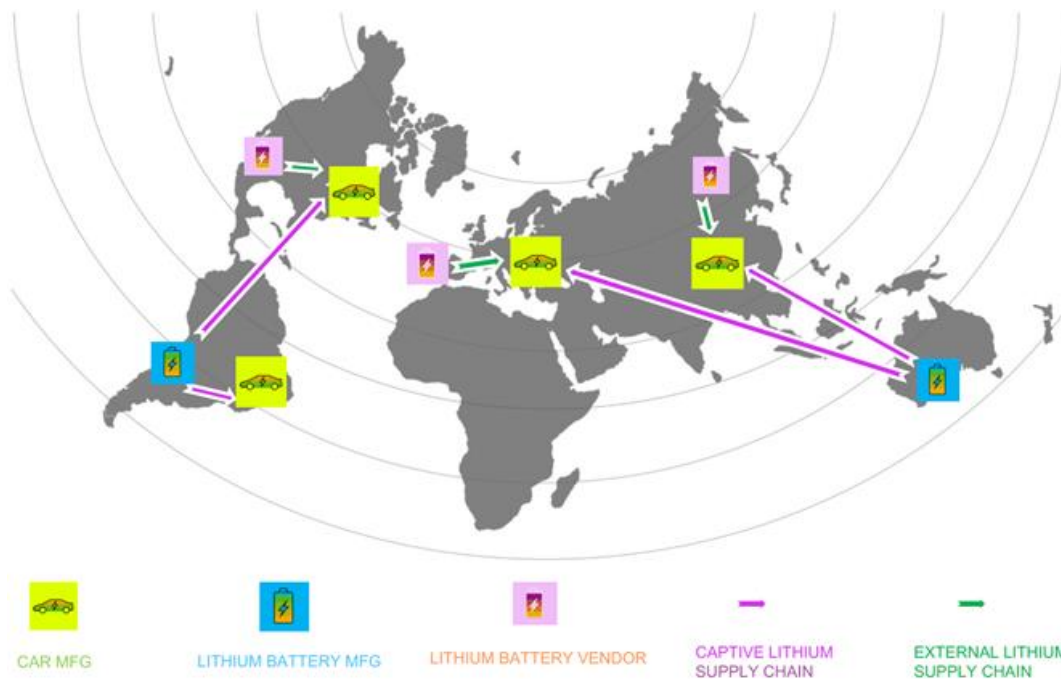 CAR MFG
LITHIUM BATTERY MFG
LITHIUM BATTERY VENDOR
CAPTIVE LITHIUM
SUPPLY CHAIN
EXTERNAL LITHIUM
SUPPLY CHAIN